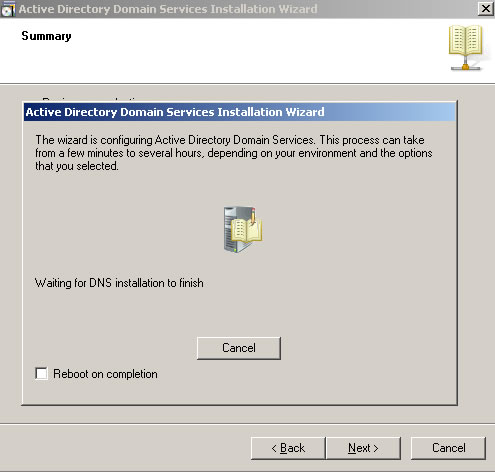 Active Directory Domain Services Installation Wizard
Summary
Active Directory Domain Services Installation Wizard
The wizard is configuring Active Directory Domain Services. This process can take
from a few minutes to several hours, depending on your environment and the options
that you selected.
Waiting for DNS installation to finish
Cancel
Reboot on completion
< Back
Next >
Cancel